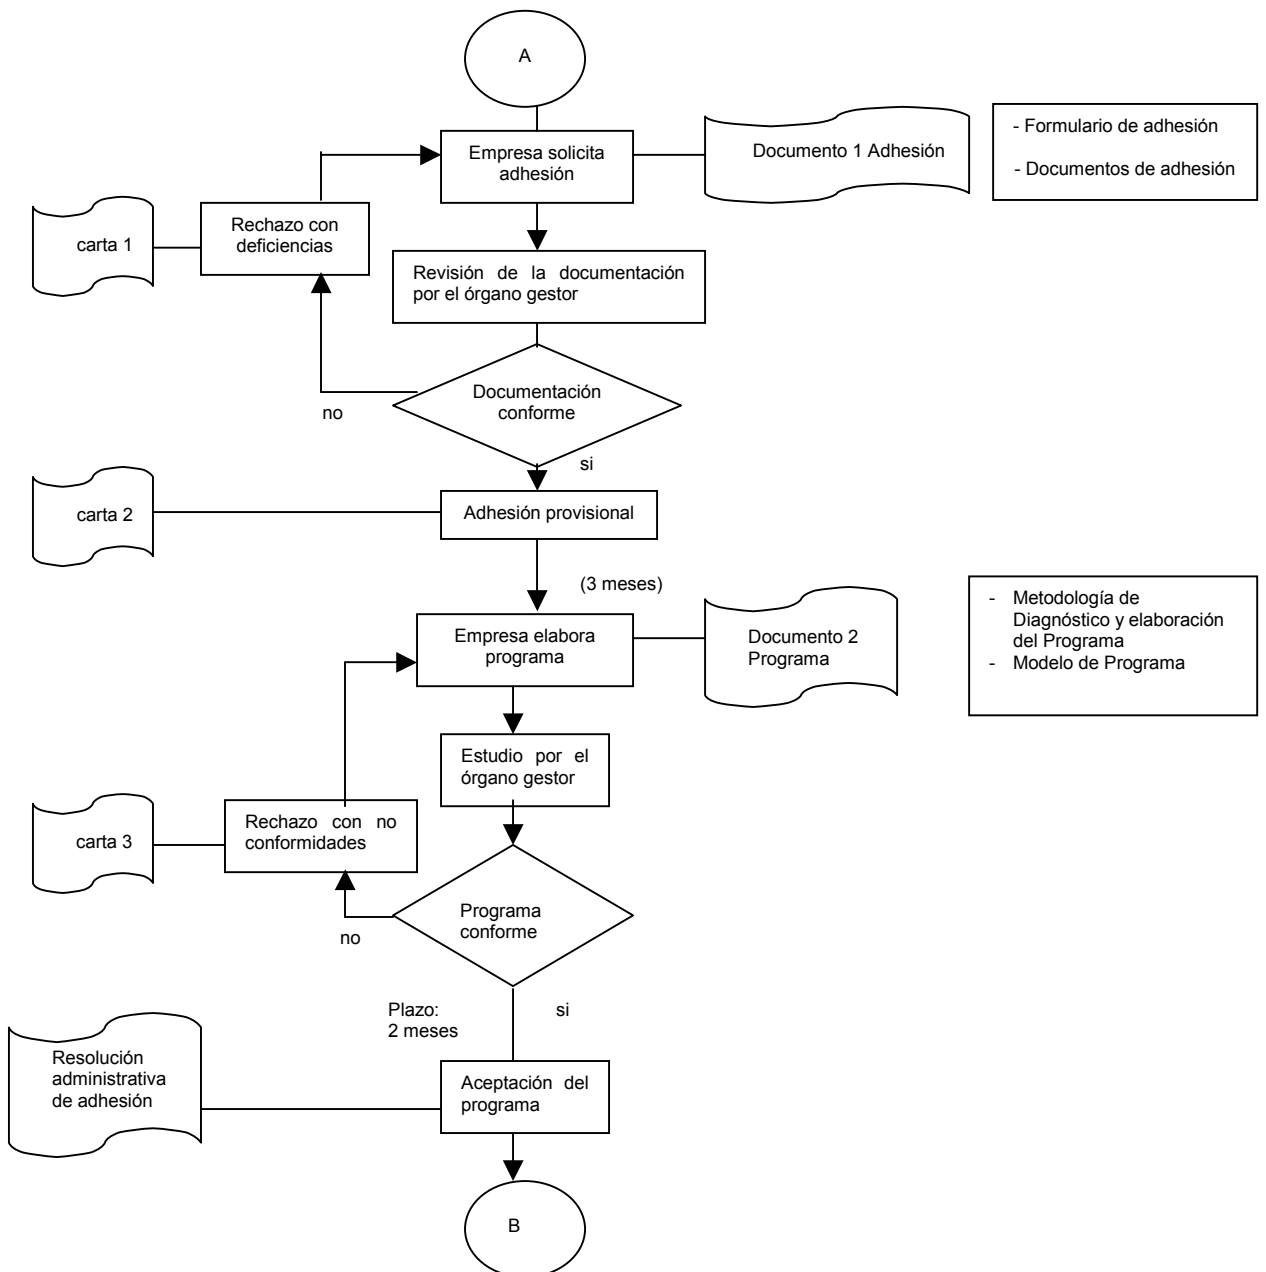 A
Empresa solicita
adhesión
Documento 1 Adhesión
- Formulario de adhesión
- Documentos de adhesión
carta 1
Rechazo con
deficiencias
Revisión de la documentación
por el órgano gestor
Documentación
conforme
no
si
carta 2
Adhesión provisional
(3 meses)
Empresa elabora
programa
Documento 2
Programa
- Metodología de
Diagnóstico y elaboración
del Programa
- Modelo de Programa
Estudio por el
órgano gestor
carta 3
Rechazo con no
conformidades
Programa
conforme
no
Plazo:
2 meses
si
Resolución
administrativa
de adhesión
Aceptación del
programa
B